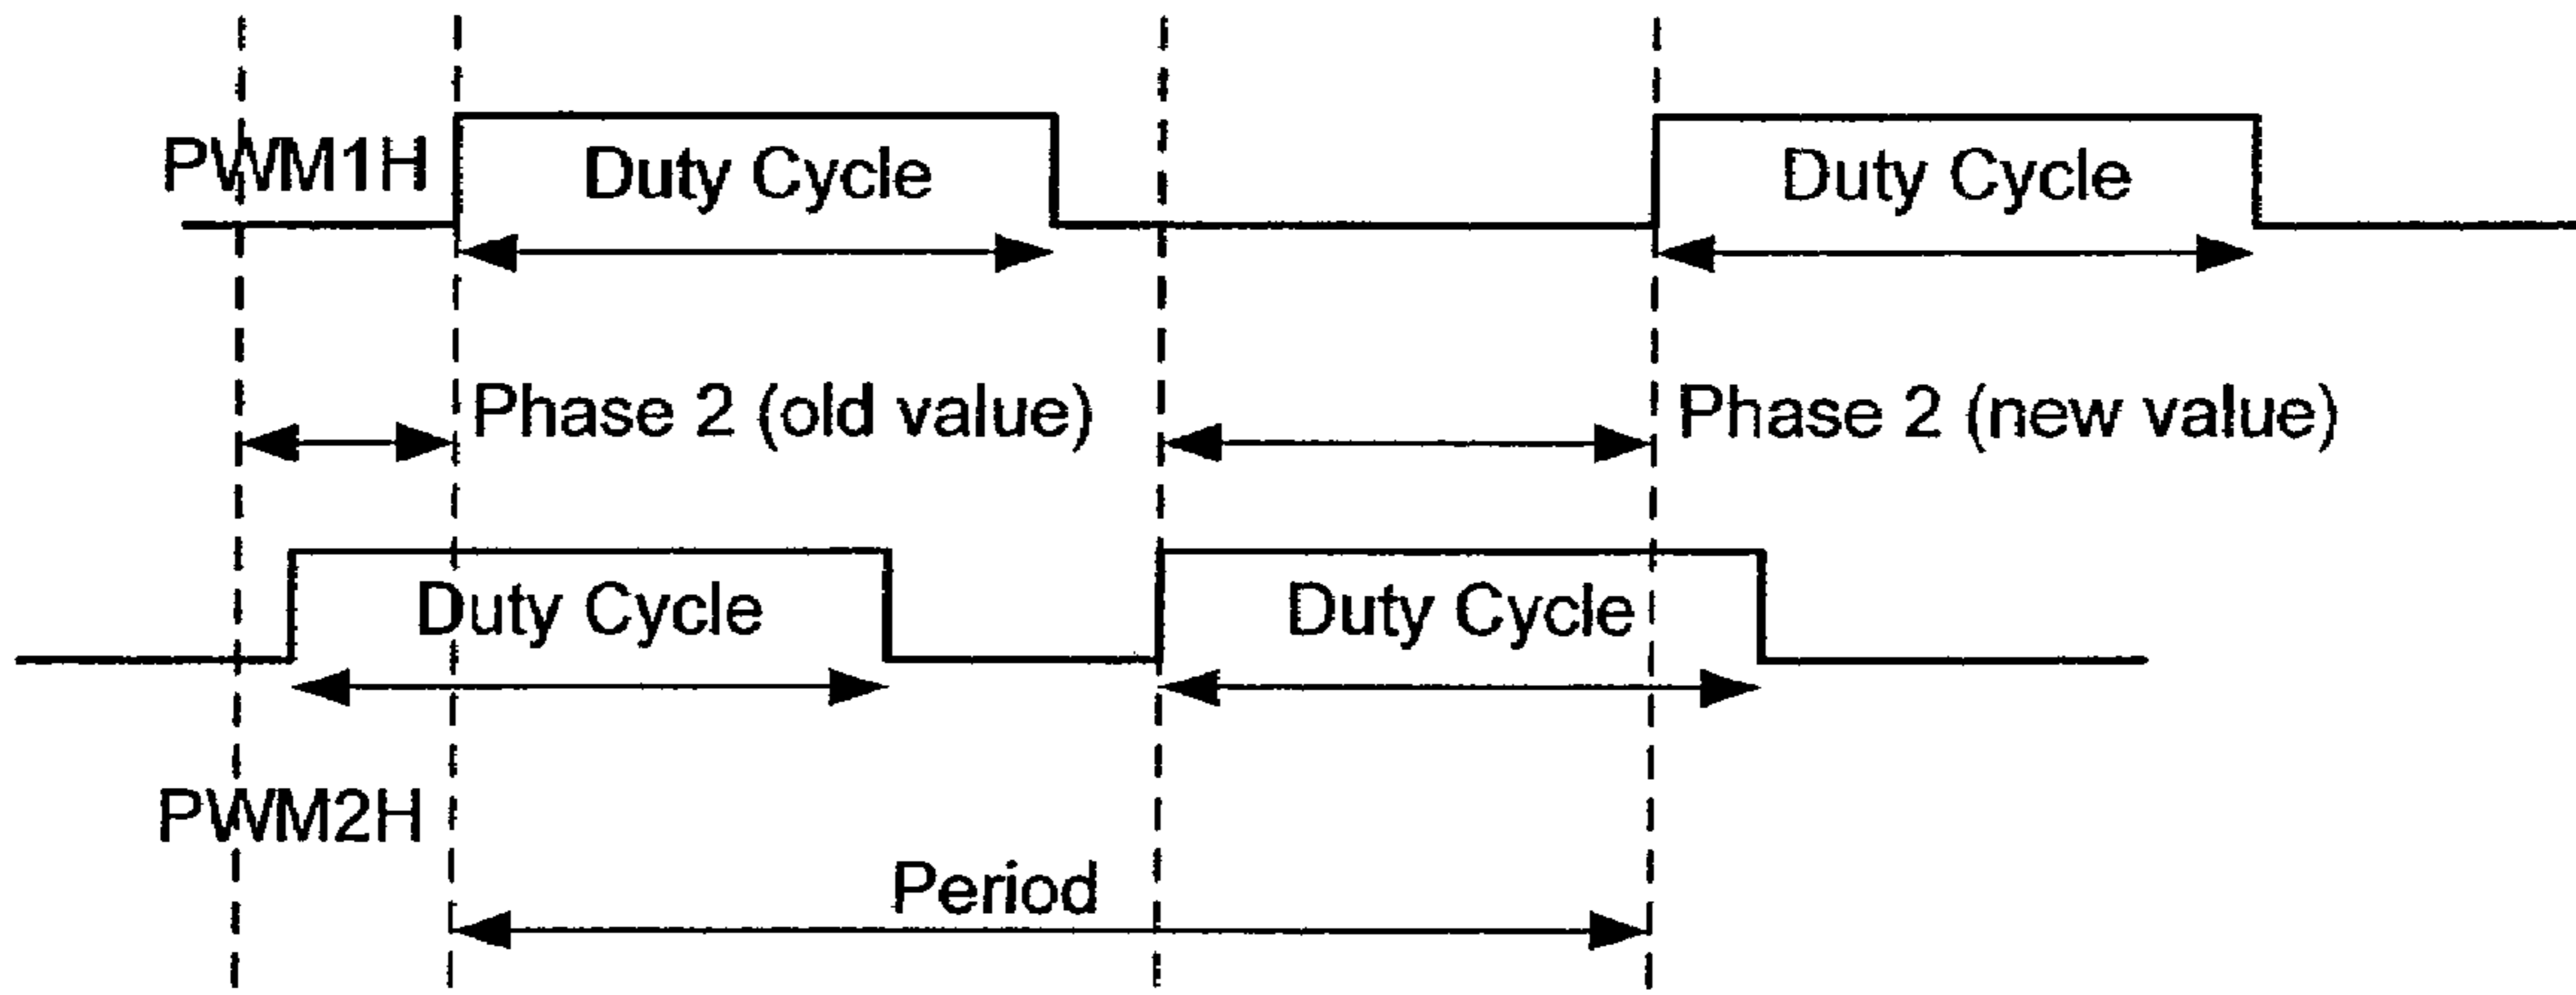 PWM1H
Duty Cycle
Duty Cycle
Phase 2 (old value)
Phase 2 (new value)
Duty Cycle
Duty Cycle
PWM2H
Period